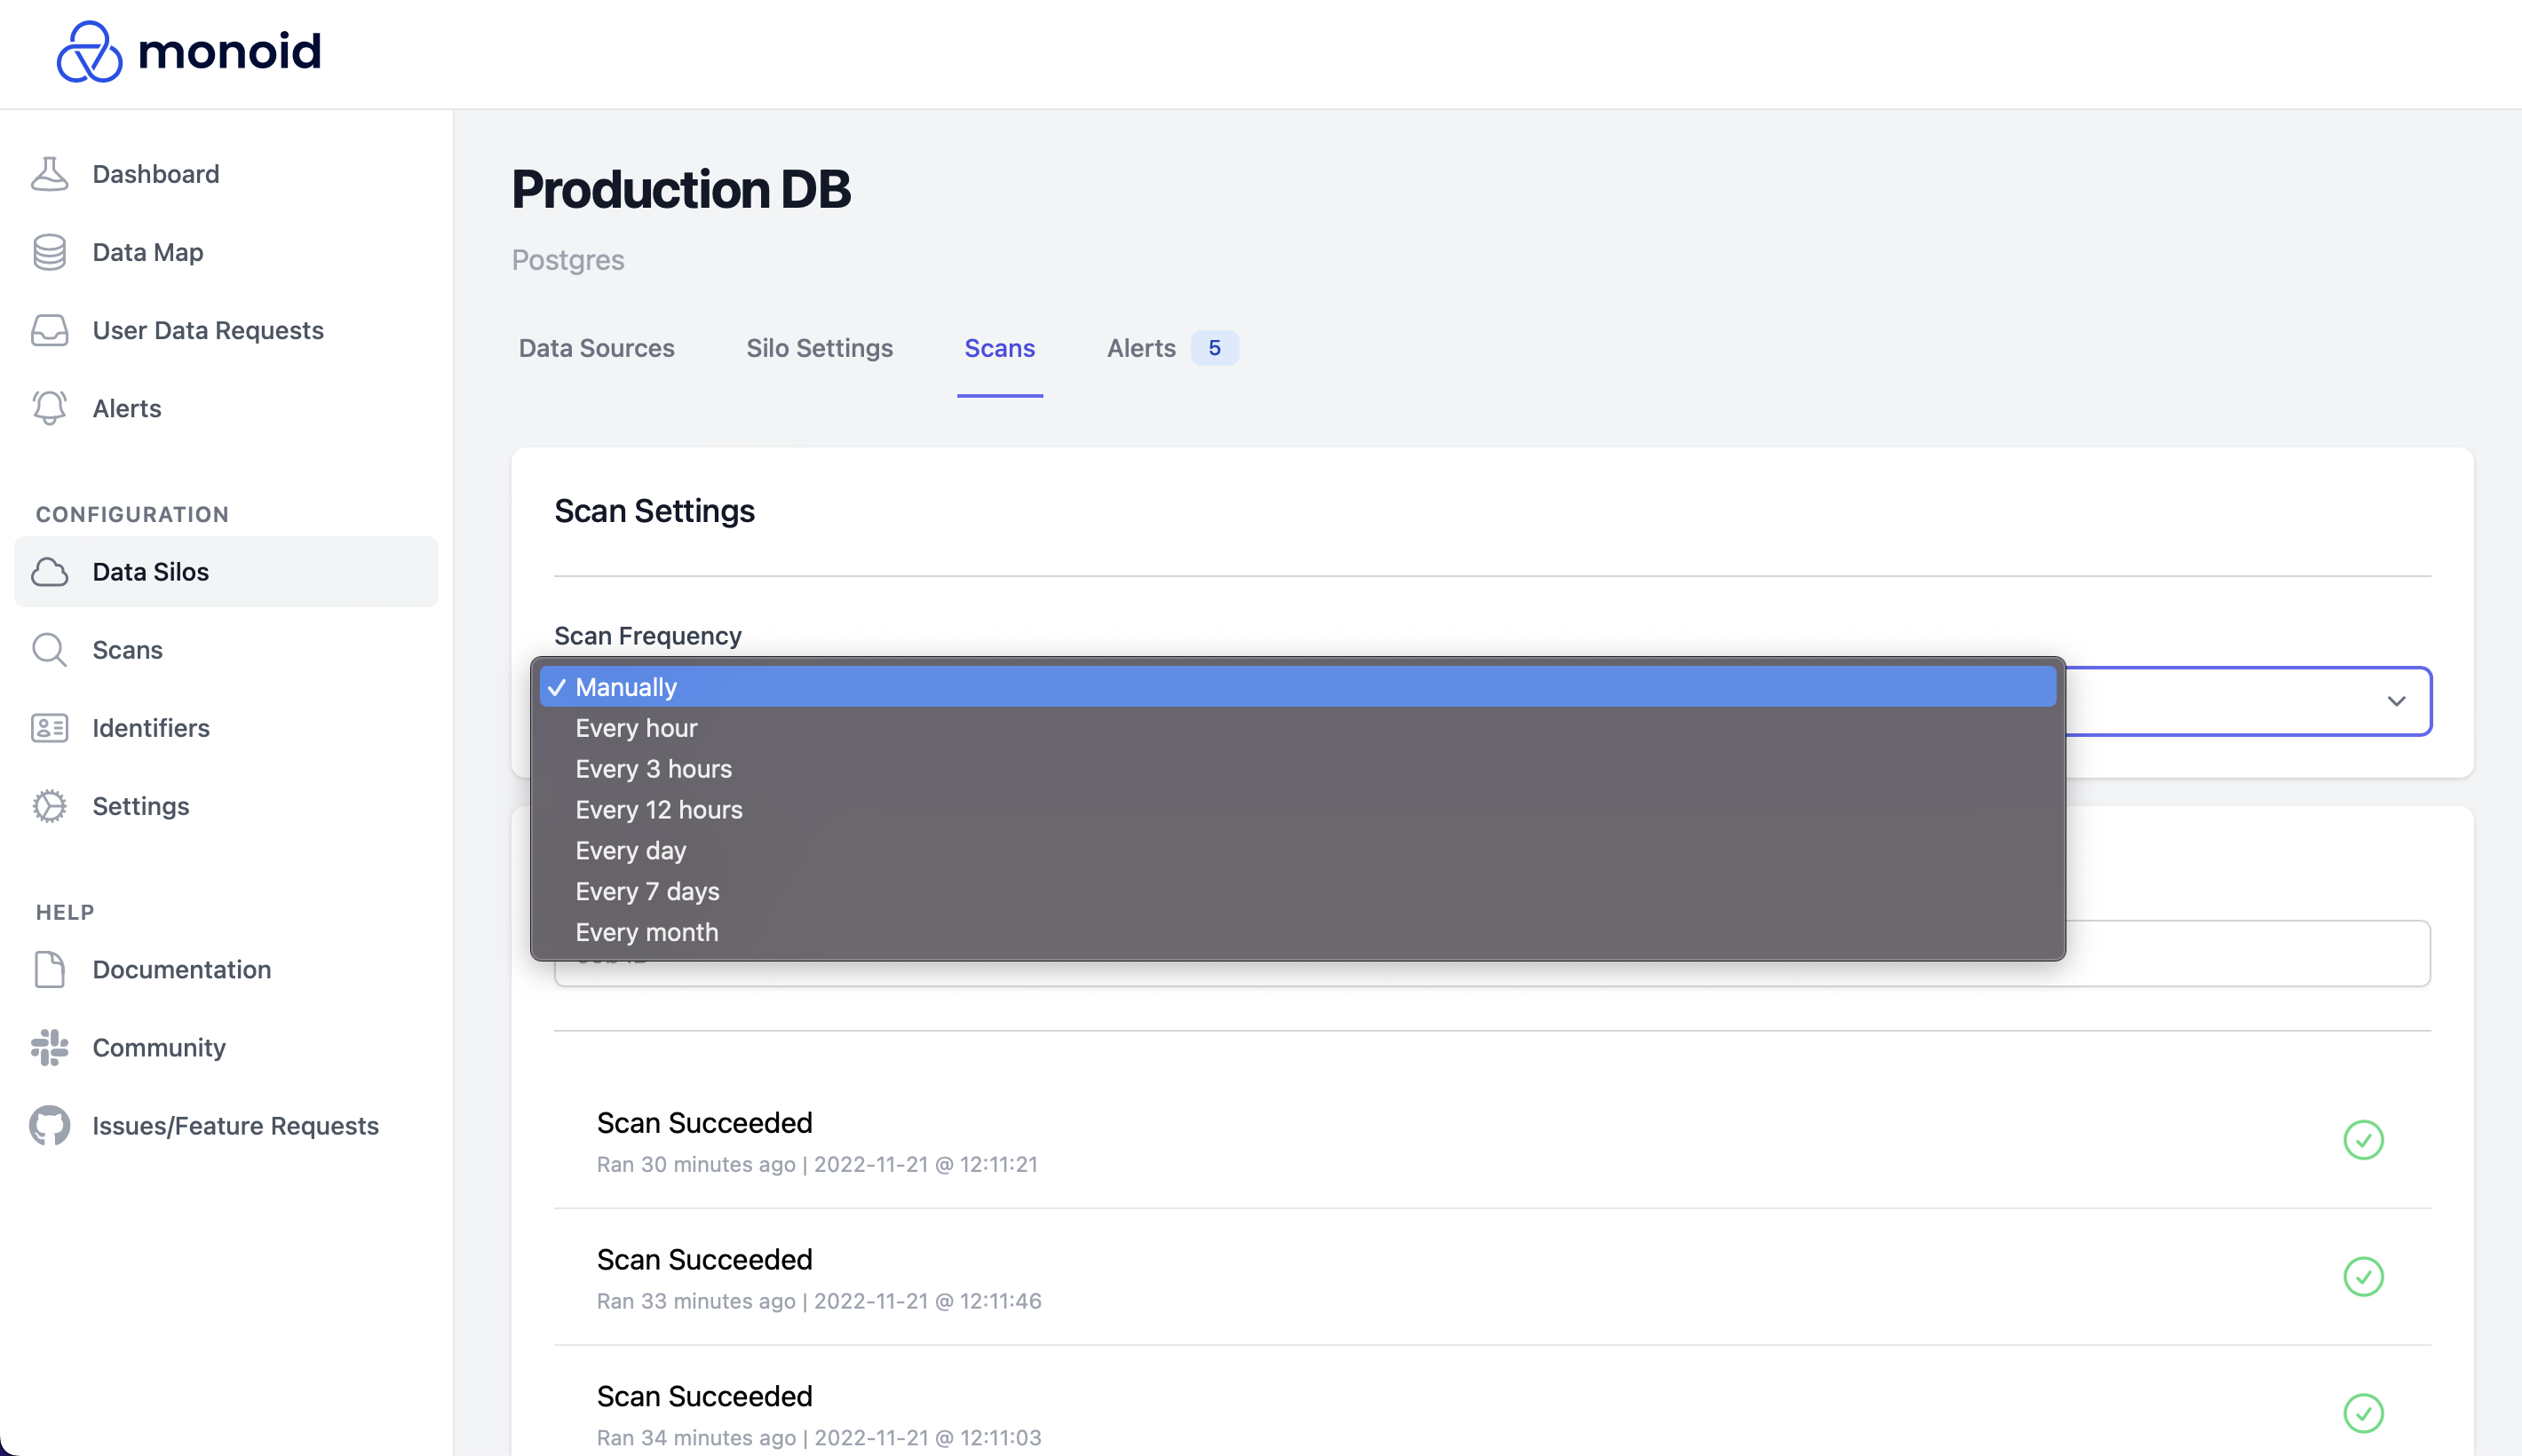 monoid
Dashboard
Data Map
User Data Requests
Alerts
CONFIGURATION
Data Silos
Scans
Identifiers
Settings
HELP
Documentation
Community
Issues/Feature Requests
Production DB
Postgres
Data Sources Silo Settings Scans Alerts 5
Scan Settings
Scan Frequency
Manually
Every hour
Every 3 hours
Every 12 hours
Every day
Every 7 days
Every month
Scan Succeeded
Ran 30 minutes ago | 2022-11-21 @ 12:11:21
Scan Succeeded
Ran 33 minutes ago | 2022-11-21 @ 12:11:46
Scan Succeeded
Ran 34 minutes ago | 2022-11-21 @ 12:11:03